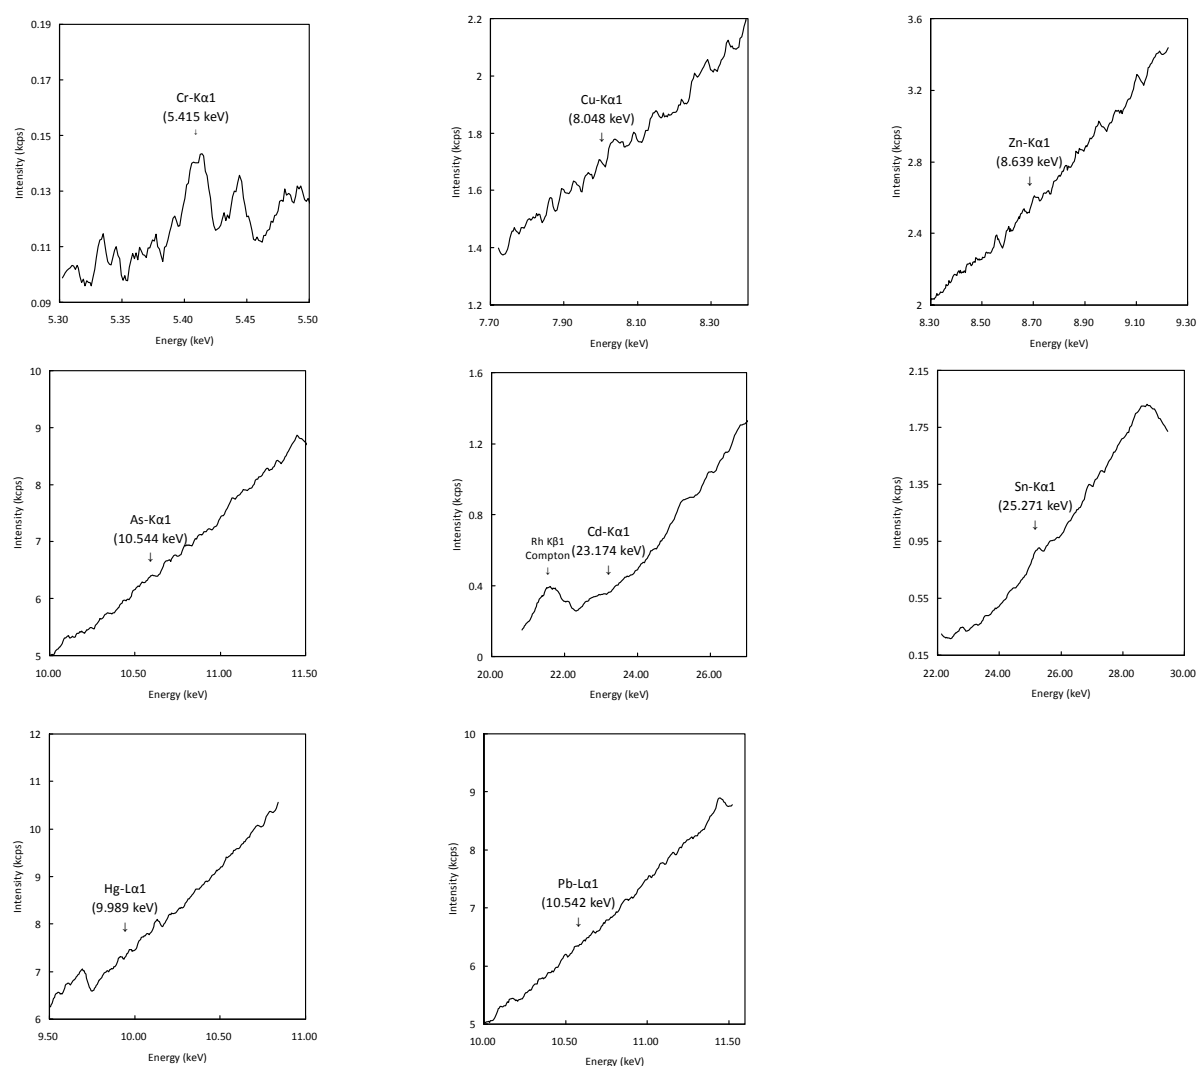 0.19
0.17
0.15
0.13
0.11
0.09
Intensity (kcps)
Cr-Kα1
(5.415 keV)
↓
5.30 5.35 5.40 5.45 5.50
Energy (keV)
2.2
2
1.8
1.6
1.4
1.2
Intensity (kcps)
Cu-Kα1
(8.048 keV)
↓
7.70 7.90 8.10 8.30
Energy (keV)
3.6
3.2
2.8
2.4
2
Intensity (kcps)
Zn-Kα1
(8.639 keV)
↓
8.30 8.50 8.70 8.90 9.10 9.30
Energy (keV)
10
9
8
7
6
5
Intensity (kcps)
As-Kα1
(10.544 keV)
↓
10.00 10.50 11.00 11.50
Energy (keV)
1.6
1.2
0.8
0.4
0
Intensity (kcps)
Rh Kβ1
Compton
↓
Cd-Kα1
(23.174 keV)
↓
20.00 22.00 24.00 26.00
Energy (keV)
2.15
1.75
1.35
0.95
0.55
0.15
Intensity (kcps)
Sn-Kα1
(25.271 keV)
↓
22.00 24.00 26.00 28.00 30.00
Energy (keV)
12
11
10
9
8
7
6
Intensity (kcps)
Hg-Lα1
(9.989 keV)
↓
9.50 10.00 10.50 11.00
Energy (keV)
10
9
8
7
6
5
Intensity (kcps)
Pb-Lα1
(10.542 keV)
↓
10.00 10.50 11.00 11.50
Energy (keV)